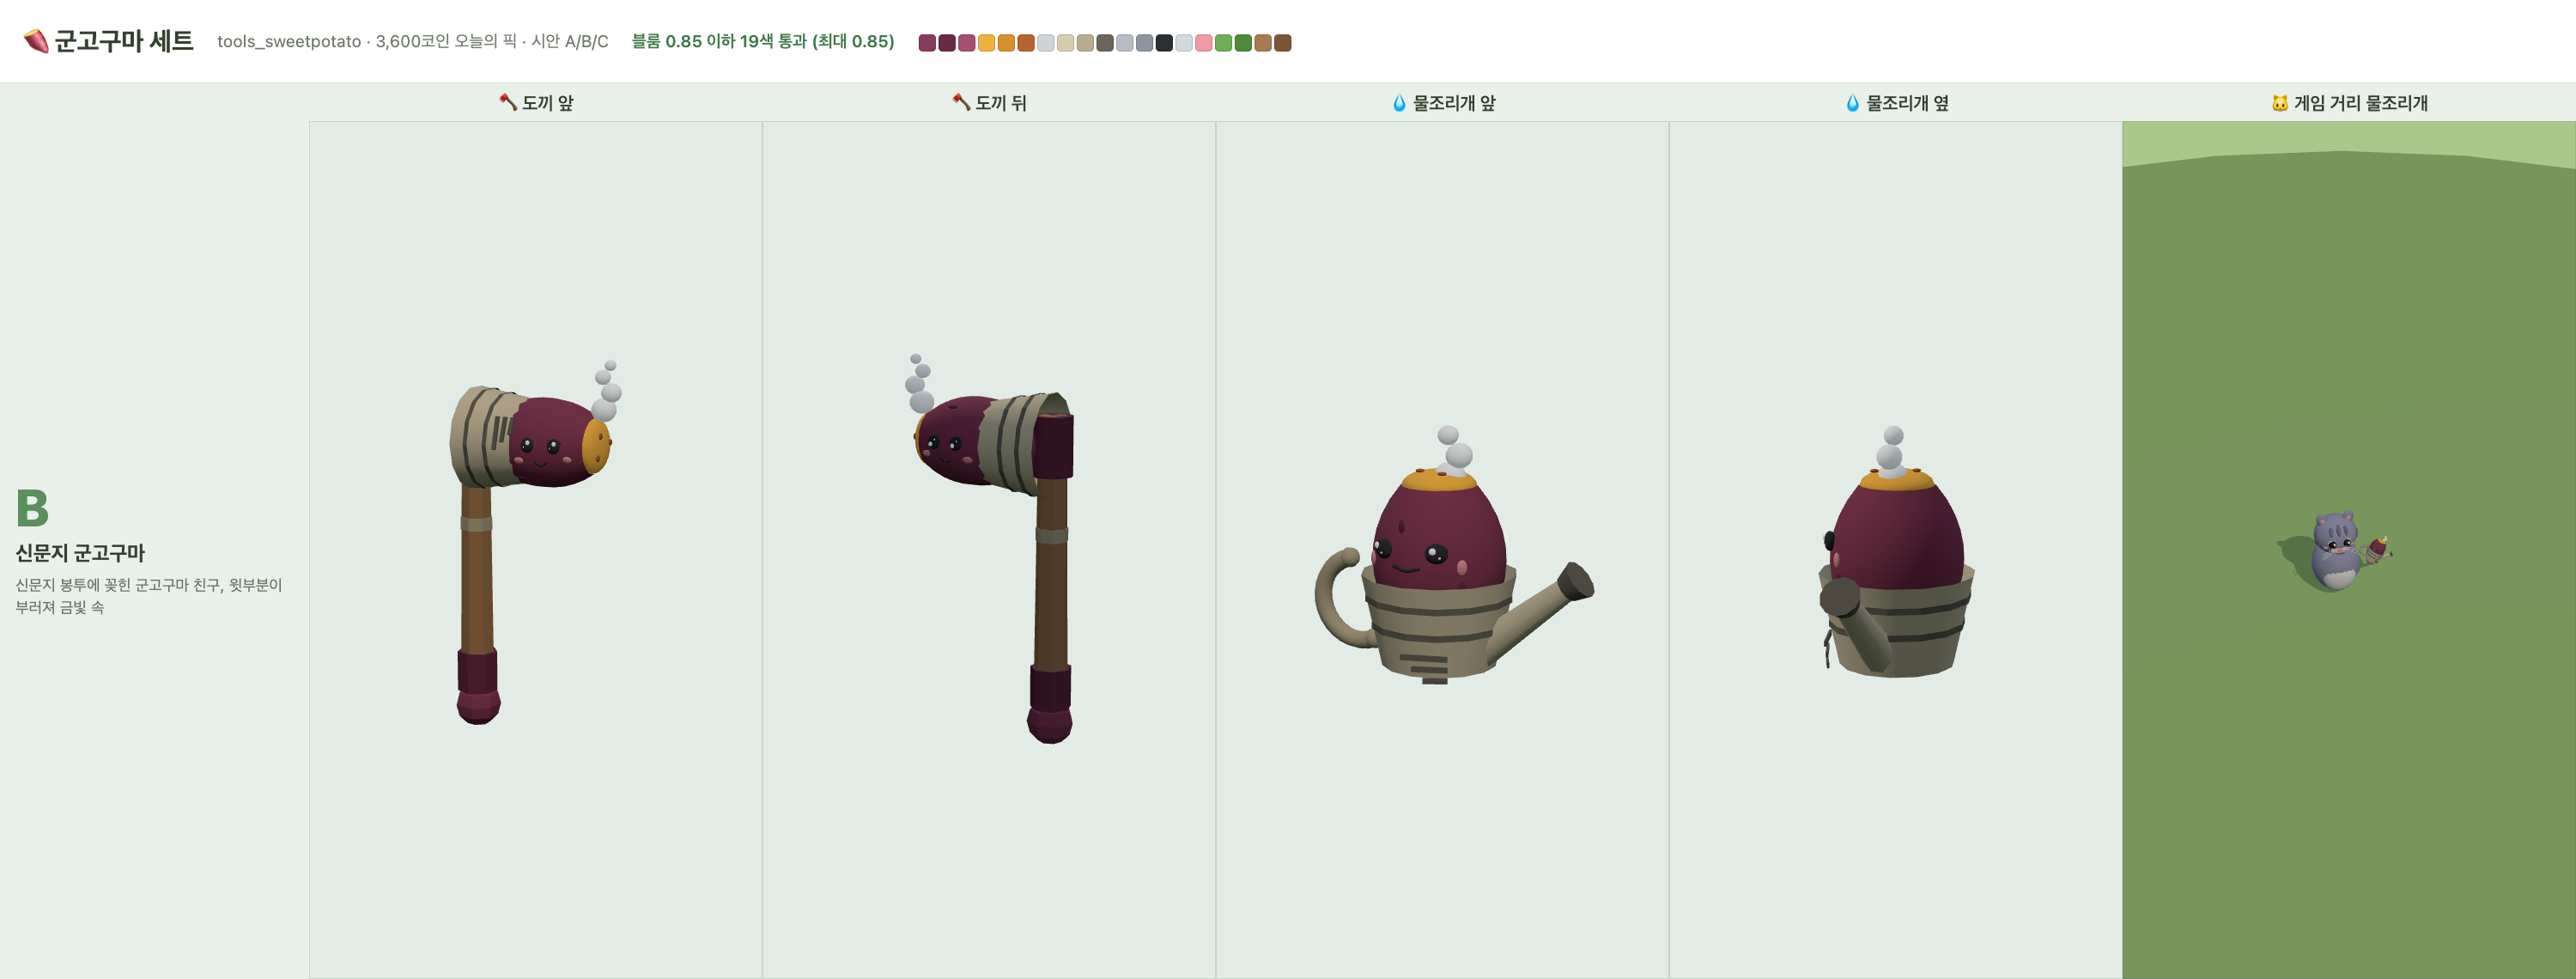 군고구마 세트 tools_sweetpotato · 3,600코인 오늘의 픽 · 시안 A/B/C 블룸 0.85 이하 19색 통과 (최대 0.85)
도끼 앞 도끼 뒤 물조리개 앞 물조리개 옆 게임 거리 물조리개
B
신문지 군고구마
신문지 봉투에 꽂힌 군고구마 친구, 윗부분이
부러져 금빛 속